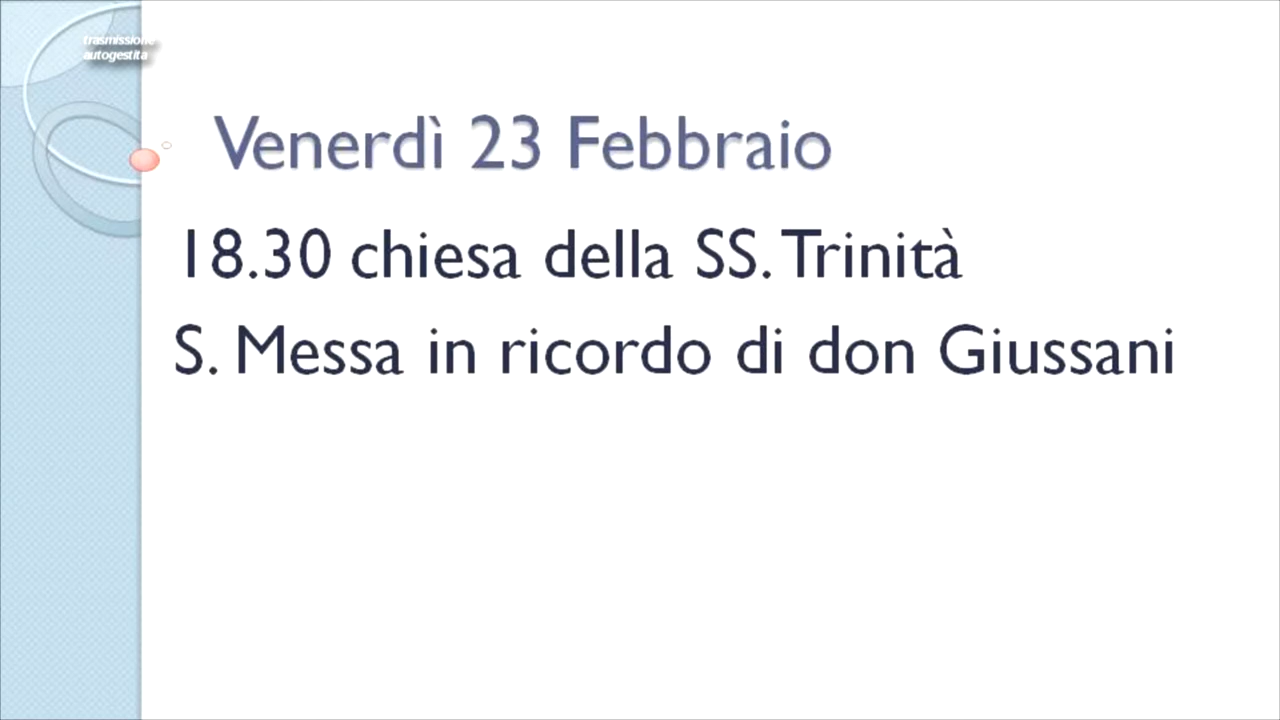 trasmissione
autogestita
Venerdì 23 Febbraio
18.30 chiesa della SS. Trinità
S. Messa in ricordo di don Giussani